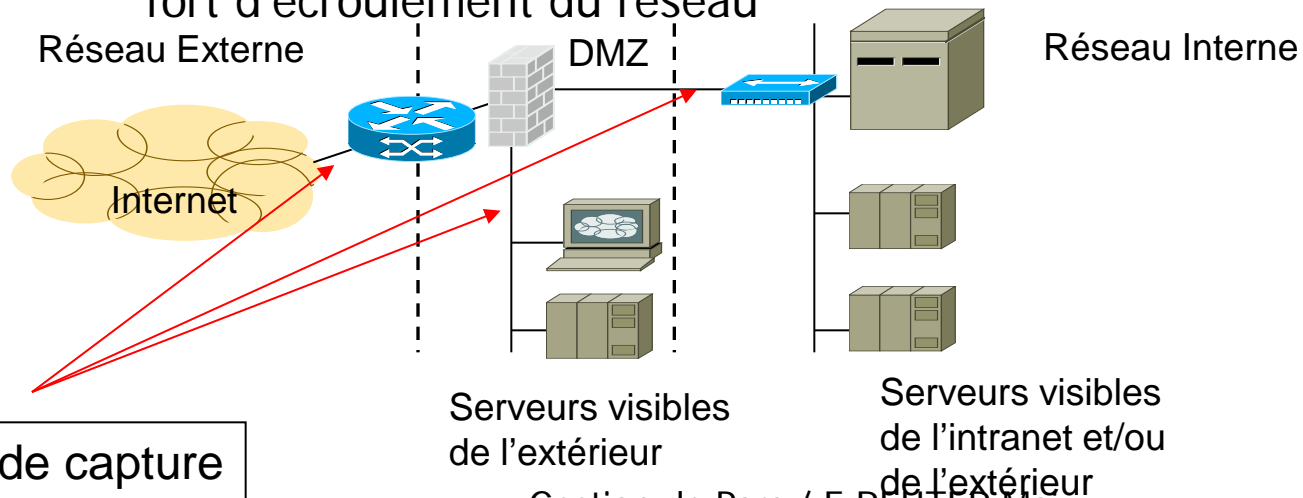 fort d'écroulement du réseau
Réseau Externe
DMZ
Réseau Interne
Internet
Serveurs visibles
de l'extérieur
Serveurs visibles
de l'intranet et/ou
de l'extérieur
de capture
Gestion de Parc / F.